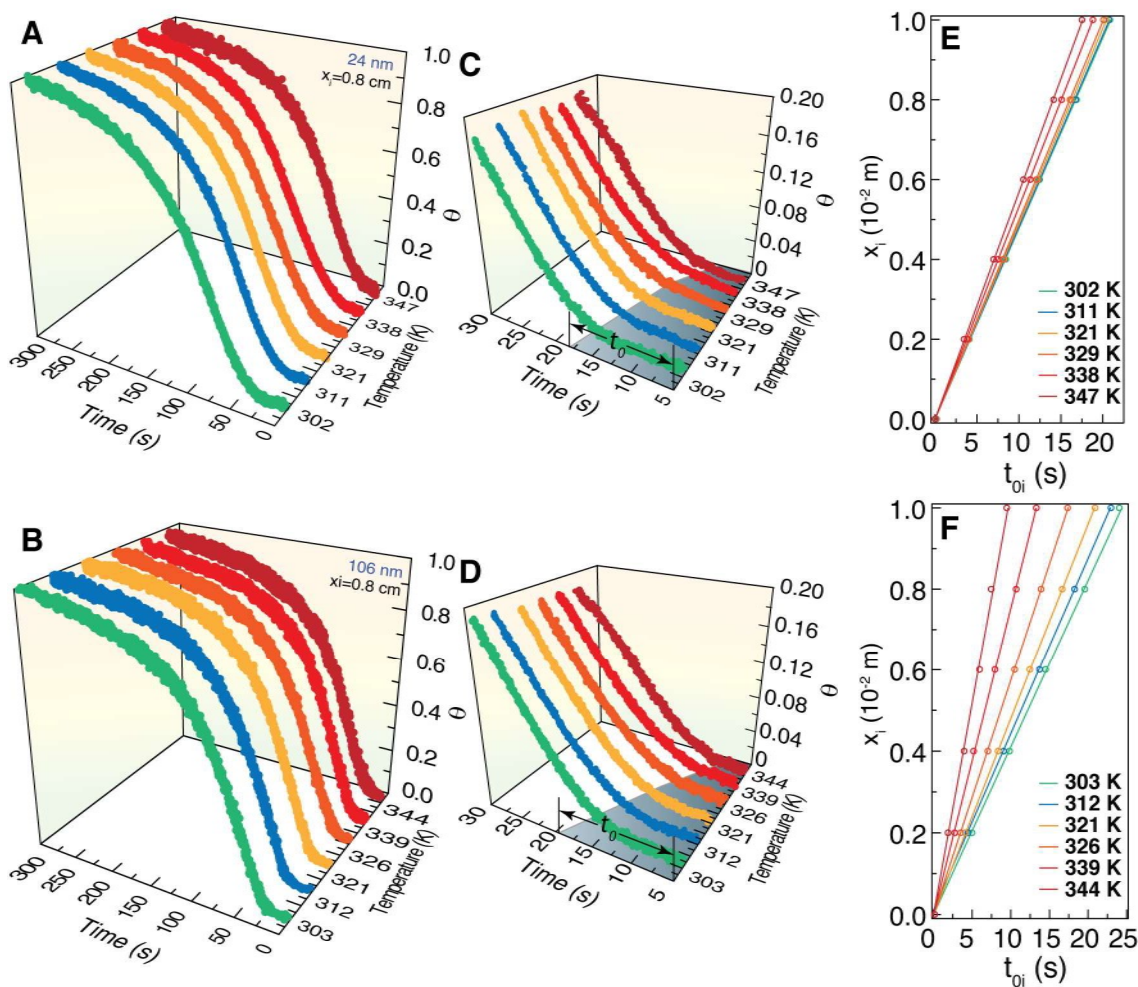 A
24 nm
xi=0.8 cm
1.0
0.8
0.6
0.4
0.2
0.0
θ
347
338
329
321
311
302
Temperature (K)
300
250
200
150
100
50
0
Time (s)
C
0.20
0.16
0.12
0.08
0.04
0
θ
347
338
329
321
311
302
Temperature (K)
30
25
20
15
10
5
Time (s)
t0
E
1.0
0.8
0.6
0.4
0.2
0.0
xi (10-2 m)
302 K
311 K
321 K
329 K
338 K
347 K
0 5 10 15 20
t0i (s)
B
106 nm
xi=0.8 cm
1.0
0.8
0.6
0.4
0.2
0.0
θ
344
339
326
321
312
303
Temperature (K)
300
250
200
150
100
50
0
Time (s)
D
0.20
0.16
0.12
0.08
0.04
0
θ
344
339
326
321
312
303
Temperature (K)
30
25
20
15
10
5
Time (s)
t0
F
1.0
0.8
0.6
0.4
0.2
0.0
xi (10-2 m)
303 K
312 K
321 K
326 K
339 K
344 K
0 5 10 15 20 25
t0i (s)